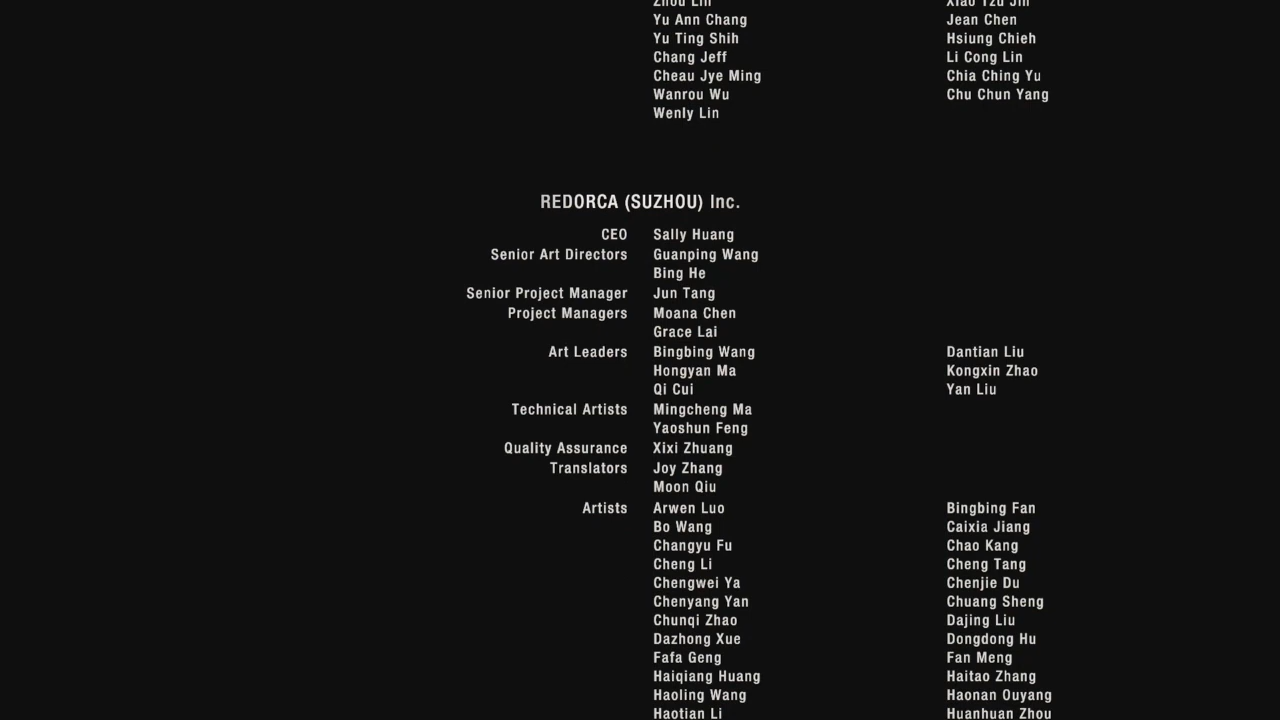 Zhou Lin Xiao Tzu Jin
Yu Ann Chang Jean Chen
Yu Ting Shih Hsiung Chieh
Chang Jeff Li Cong Lin
Cheau Jye Ming Chia Ching Yu
Wanrou Wu Chu Chun Yang
Wenly Lin
REDORCA (SUZHOU) Inc.
CEO Sally Huang
Senior Art Directors Guanping Wang
Bing He
Senior Project Manager Jun Tang
Project Managers Moana Chen
Grace Lai
Art Leaders Bingbing Wang Dantian Liu
Hongyan Ma Kongxin Zhao
Qi Cui Yan Liu
Technical Artists Mingcheng Ma
Yaoshun Feng
Quality Assurance Xixi Zhuang
Translators Joy Zhang
Moon Qiu
Artists Arwen Luo Bingbing Fan
Bo Wang Caixia Jiang
Changyu Fu Chao Kang
Cheng Li Cheng Tang
Chengwei Ya Chenjie Du
Chenyang Yan Chuang Sheng
Chunqi Zhao Dajing Liu
Dazhong Xue Dongdong Hu
Fafa Geng Fan Meng
Haiqiang Huang Haitao Zhang
Haoling Wang Haonan Ouyang
Haotian Li Huanhuan Zhou